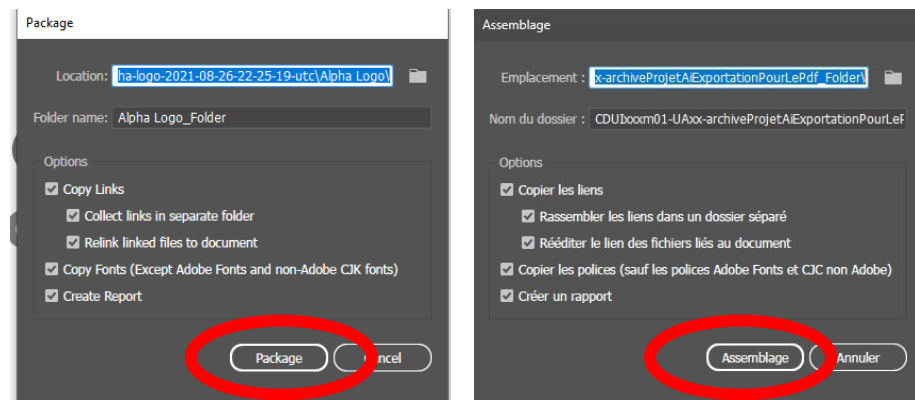 Package
Location: ha-logo-2021-08-26-22-25-19-utc\Alpha Logo\
Folder name: Alpha Logo_Folder
Options
Copy Links
Collect links in separate folder
Relink linked files to document
Copy Fonts (Except Adobe Fonts and non-Adobe CJK fonts)
Create Report
Package
Assemblage
Emplacement : x-archiveProjetAiExportationPourLePdf_Folder\
Nom du dossier : CDUIxxxm01-UAxx-archiveProjetAiExportationPourLeF
Options
Copier les liens
Rassembler les liens dans un dossier séparé
Rééditer le lien des fichiers liés au document
Copier les polices (sauf les polices Adobe Fonts et CJC non Adobe)
Créer un rapport
Assemblage Annuler